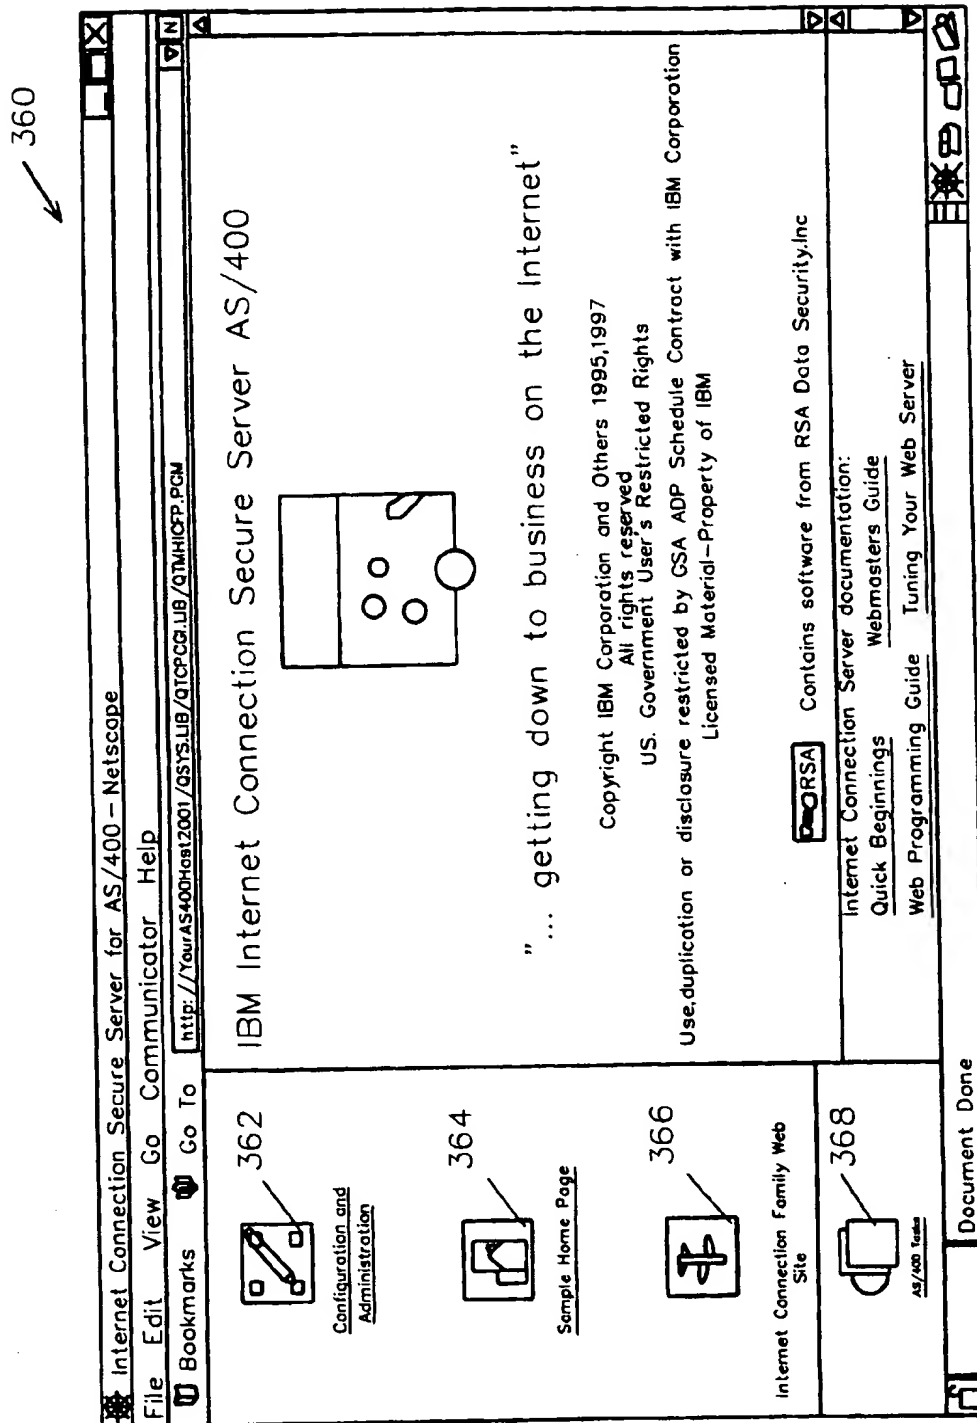 360
Internet Connection Secure Server for AS/400 – Netscape
File Edit View Go Communicator Help
Bookmarks Go To http://YourAS400Host2001/QSYS.LIB/QTCPCGI.LIB/QTMHICFP.PGM
N
362
Configuration and
Administration
364
Sample Home Page
366
Internet Connection Family Web
Site
368
AS/400 Tasks
IBM Internet Connection Secure Server AS/400
"... getting down to business on the Internet"
Copyright IBM Corporation and Others 1995,1997
All rights reserved
US. Government User's Restricted Rights
Use,duplication or disclosure restricted by GSA ADP Schedule Contract with IBM Corporation
Licensed Material-Property of IBM
RSA Contains software from RSA Data Security.Inc
Internet Connection Server documentation:
Quick Beginnings Webmasters Guide
Web Programming Guide Tuning Your Web Server
Document Done